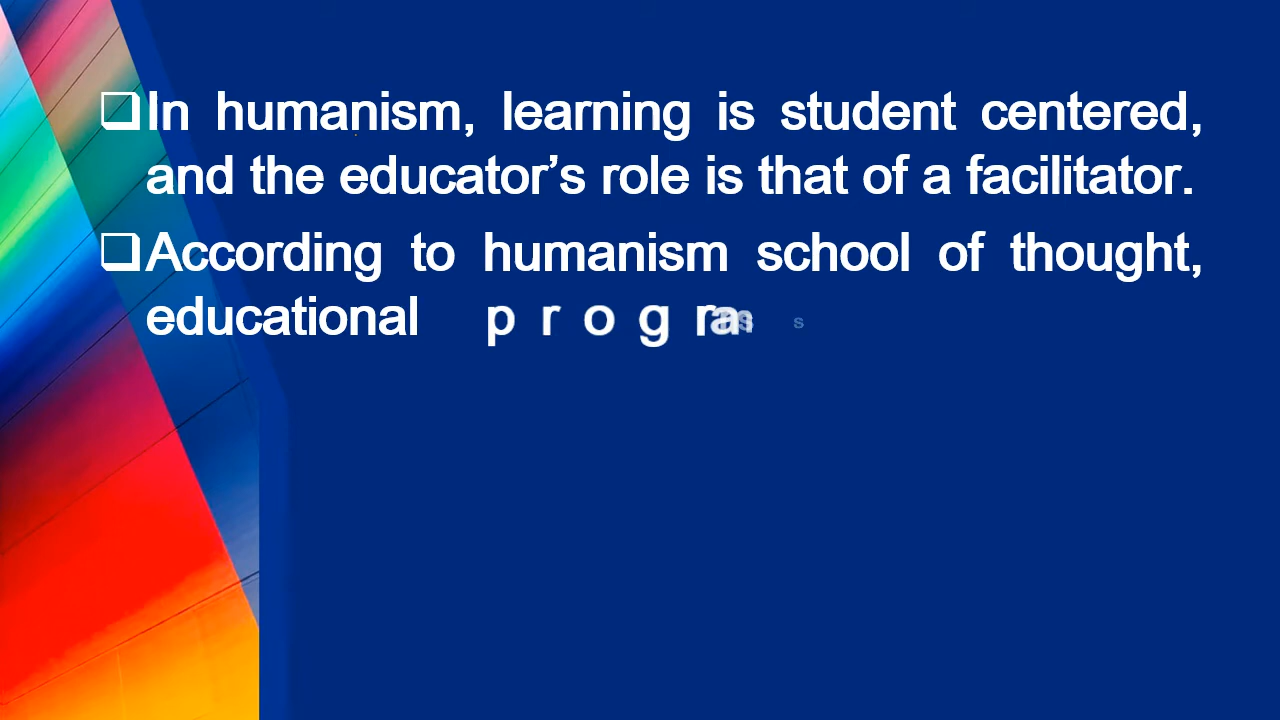 ❑In humanism, learning is student centered,
and the educator’s role is that of a facilitator.
❑According to humanism school of thought,
educational